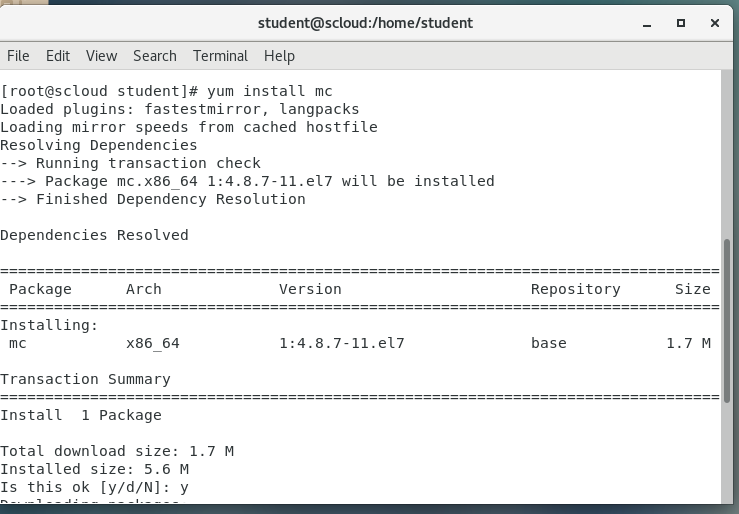 student@scloud:/home/student
File Edit View Search Terminal Help
[root@scloud student]# yum install mc
Loaded plugins: fastestmirror, langpacks
Loading mirror speeds from cached hostfile
Resolving Dependencies
--> Running transaction check
---> Package mc.x86_64 1:4.8.7-11.el7 will be installed
--> Finished Dependency Resolution
Dependencies Resolved
================================================================================
Package Arch Version Repository Size
================================================================================
Installing:
mc x86_64 1:4.8.7-11.el7 base 1.7 M
Transaction Summary
================================================================================
Install 1 Package
Total download size: 1.7 M
Installed size: 5.6 M
Is this ok [y/d/N]: y